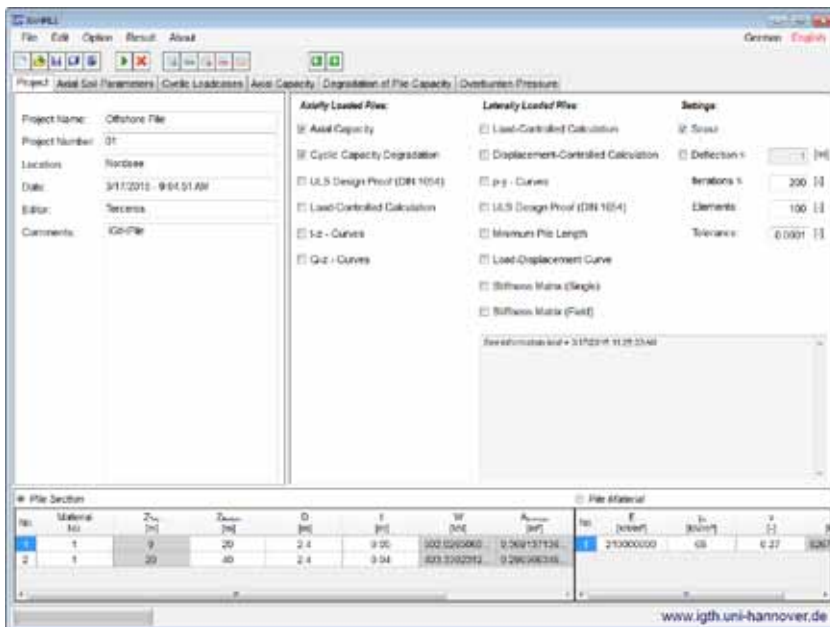 File Edit Option Result About
German English
Project Axial Soil Parameters Cyclic Loadcases Axial Capacity Degradation of Pile Capacity Overburden Pressure
Project Name: Offshore Pile
Project Number: 01
Location: Nordsee
Date: 3/17/2015 -
Editor: Terceros
Comments: IGtH-Pile
Axially Loaded Piles:
Axial Capacity
Cyclic Capacity Degradation
ULS Design Proof (DIN 1054)
Load-Controlled Calculation
t-z - Curves
Q-z - Curves
Laterally Loaded Piles:
Load-Controlled Calculation
Displacement-Controlled Calculation
p-y - Curves
ULS Design Proof (DIN 1054)
Minimum Pile Length
Load-Displacement Curve
Stiffness Matrix (Single)
Stiffness Matrix (Field)
Settings:
Scour
Deflection ≤ 1 [m]
Iterations ≤ 200 [-]
Elements: 100 [-]
Tolerance: 0.0001 [-]
Pile Section
No. Material No. D [m] t [m] W [kN]
1 1 0 20 2.4 0.05
2 1 20 40 2.4 0.04
Pile Material
No. E [kN/m²] [kN/m³] [-]
1 210000000 0.27
www.igth.uni-hannover.de